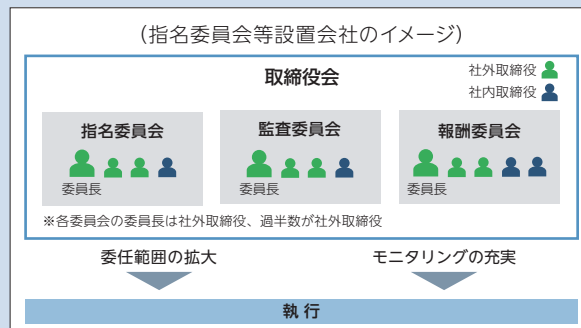 (指名委員会等設置会社のイメージ)
取締役会
社外取締役
社内取締役
指名委員会
監査委員会
報酬委員会
委員長
委員長
委員長
※各委員会の委員長は社外取締役、過半数が社外取締役
委任範囲の拡大
モニタリングの充実
執行